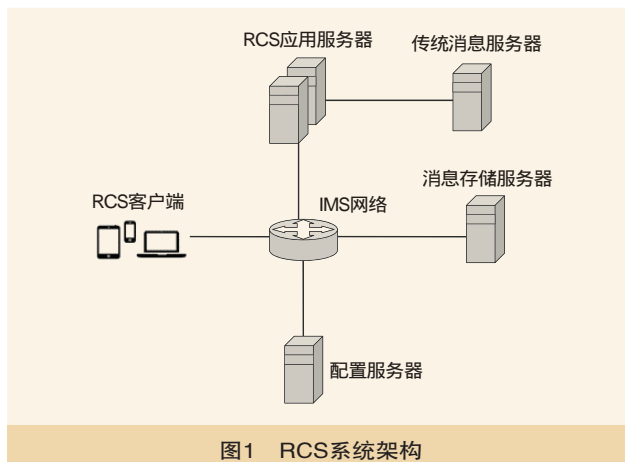 RCS应用服务器
传统消息服务器
消息存储服务器
RCS客户端
IMS网络
配置服务器
图1 RCS系统架构